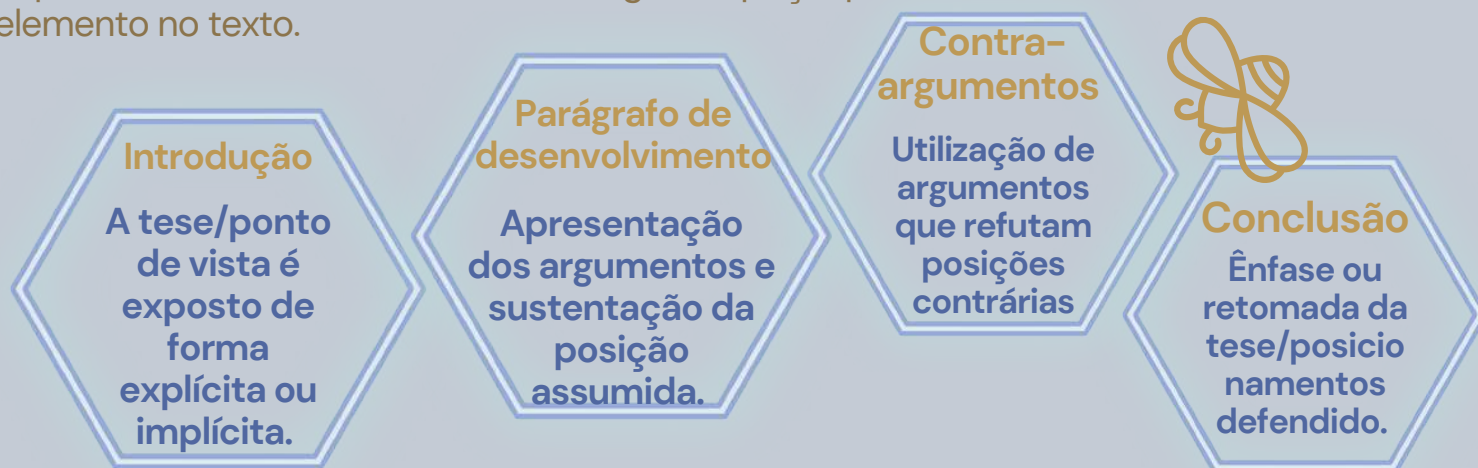 elemento no texto.
Introdução
A tese/ponto
de vista é
exposto de
forma
explícita ou
implícita.
Parágrafo de
desenvolvimento
Apresentação
dos argumentos e
sustentação da
posição
assumida.
Contra-
argumentos
Utilização de
argumentos
que refutam
posições
contrárias
Conclusão
Ênfase ou
retomada da
tese/posicio
namentos
defendido.